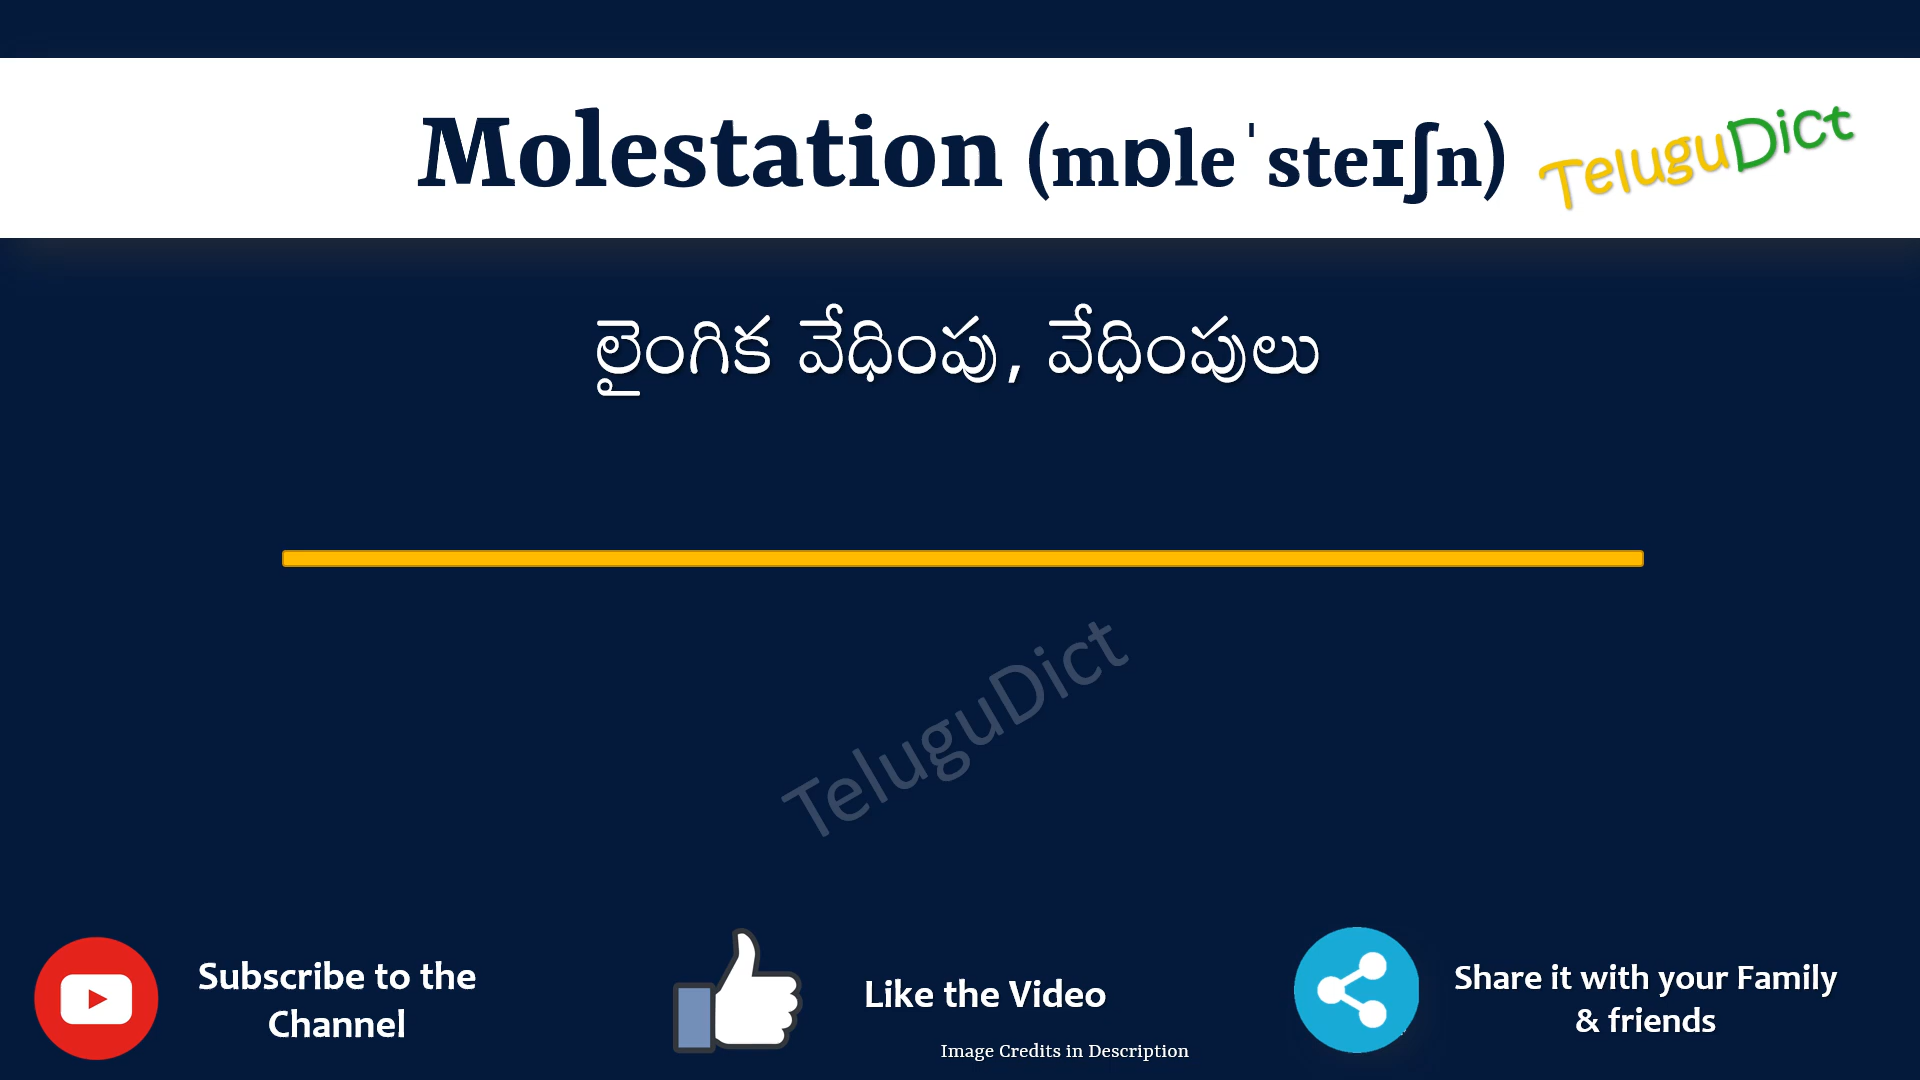 Molestation (mɒleˈsteɪʃn)
TeluguDict
లైంగిక వేధింపు, వేధింపులు
TeluguDict
Subscribe to the
Channel
Like the Video
Share it with your Family
& friends
Image Credits in Description